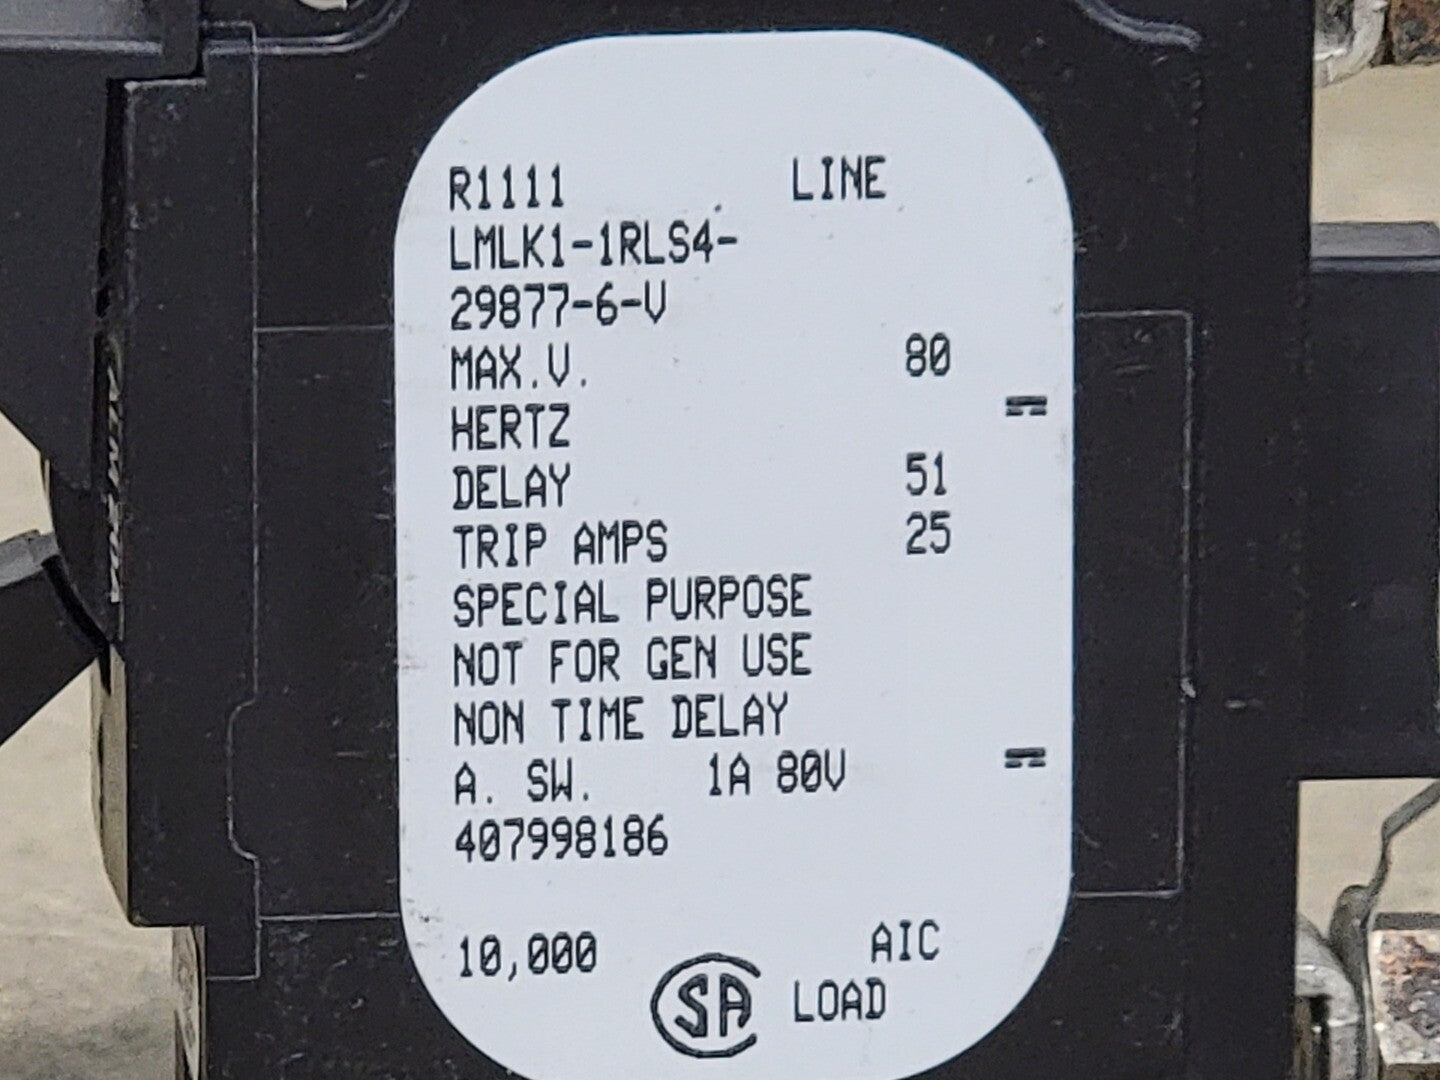 R1111 LINE
LMLK1-1RLS4-
29877-6-V
MAX.V. 80
HERTZ
DELAY 51
TRIP AMPS 25
SPECIAL PURPOSE
NOT FOR GEN USE
NON TIME DELAY
A. SW. 1A 80V
407998186
10,000 AIC
SA LOAD